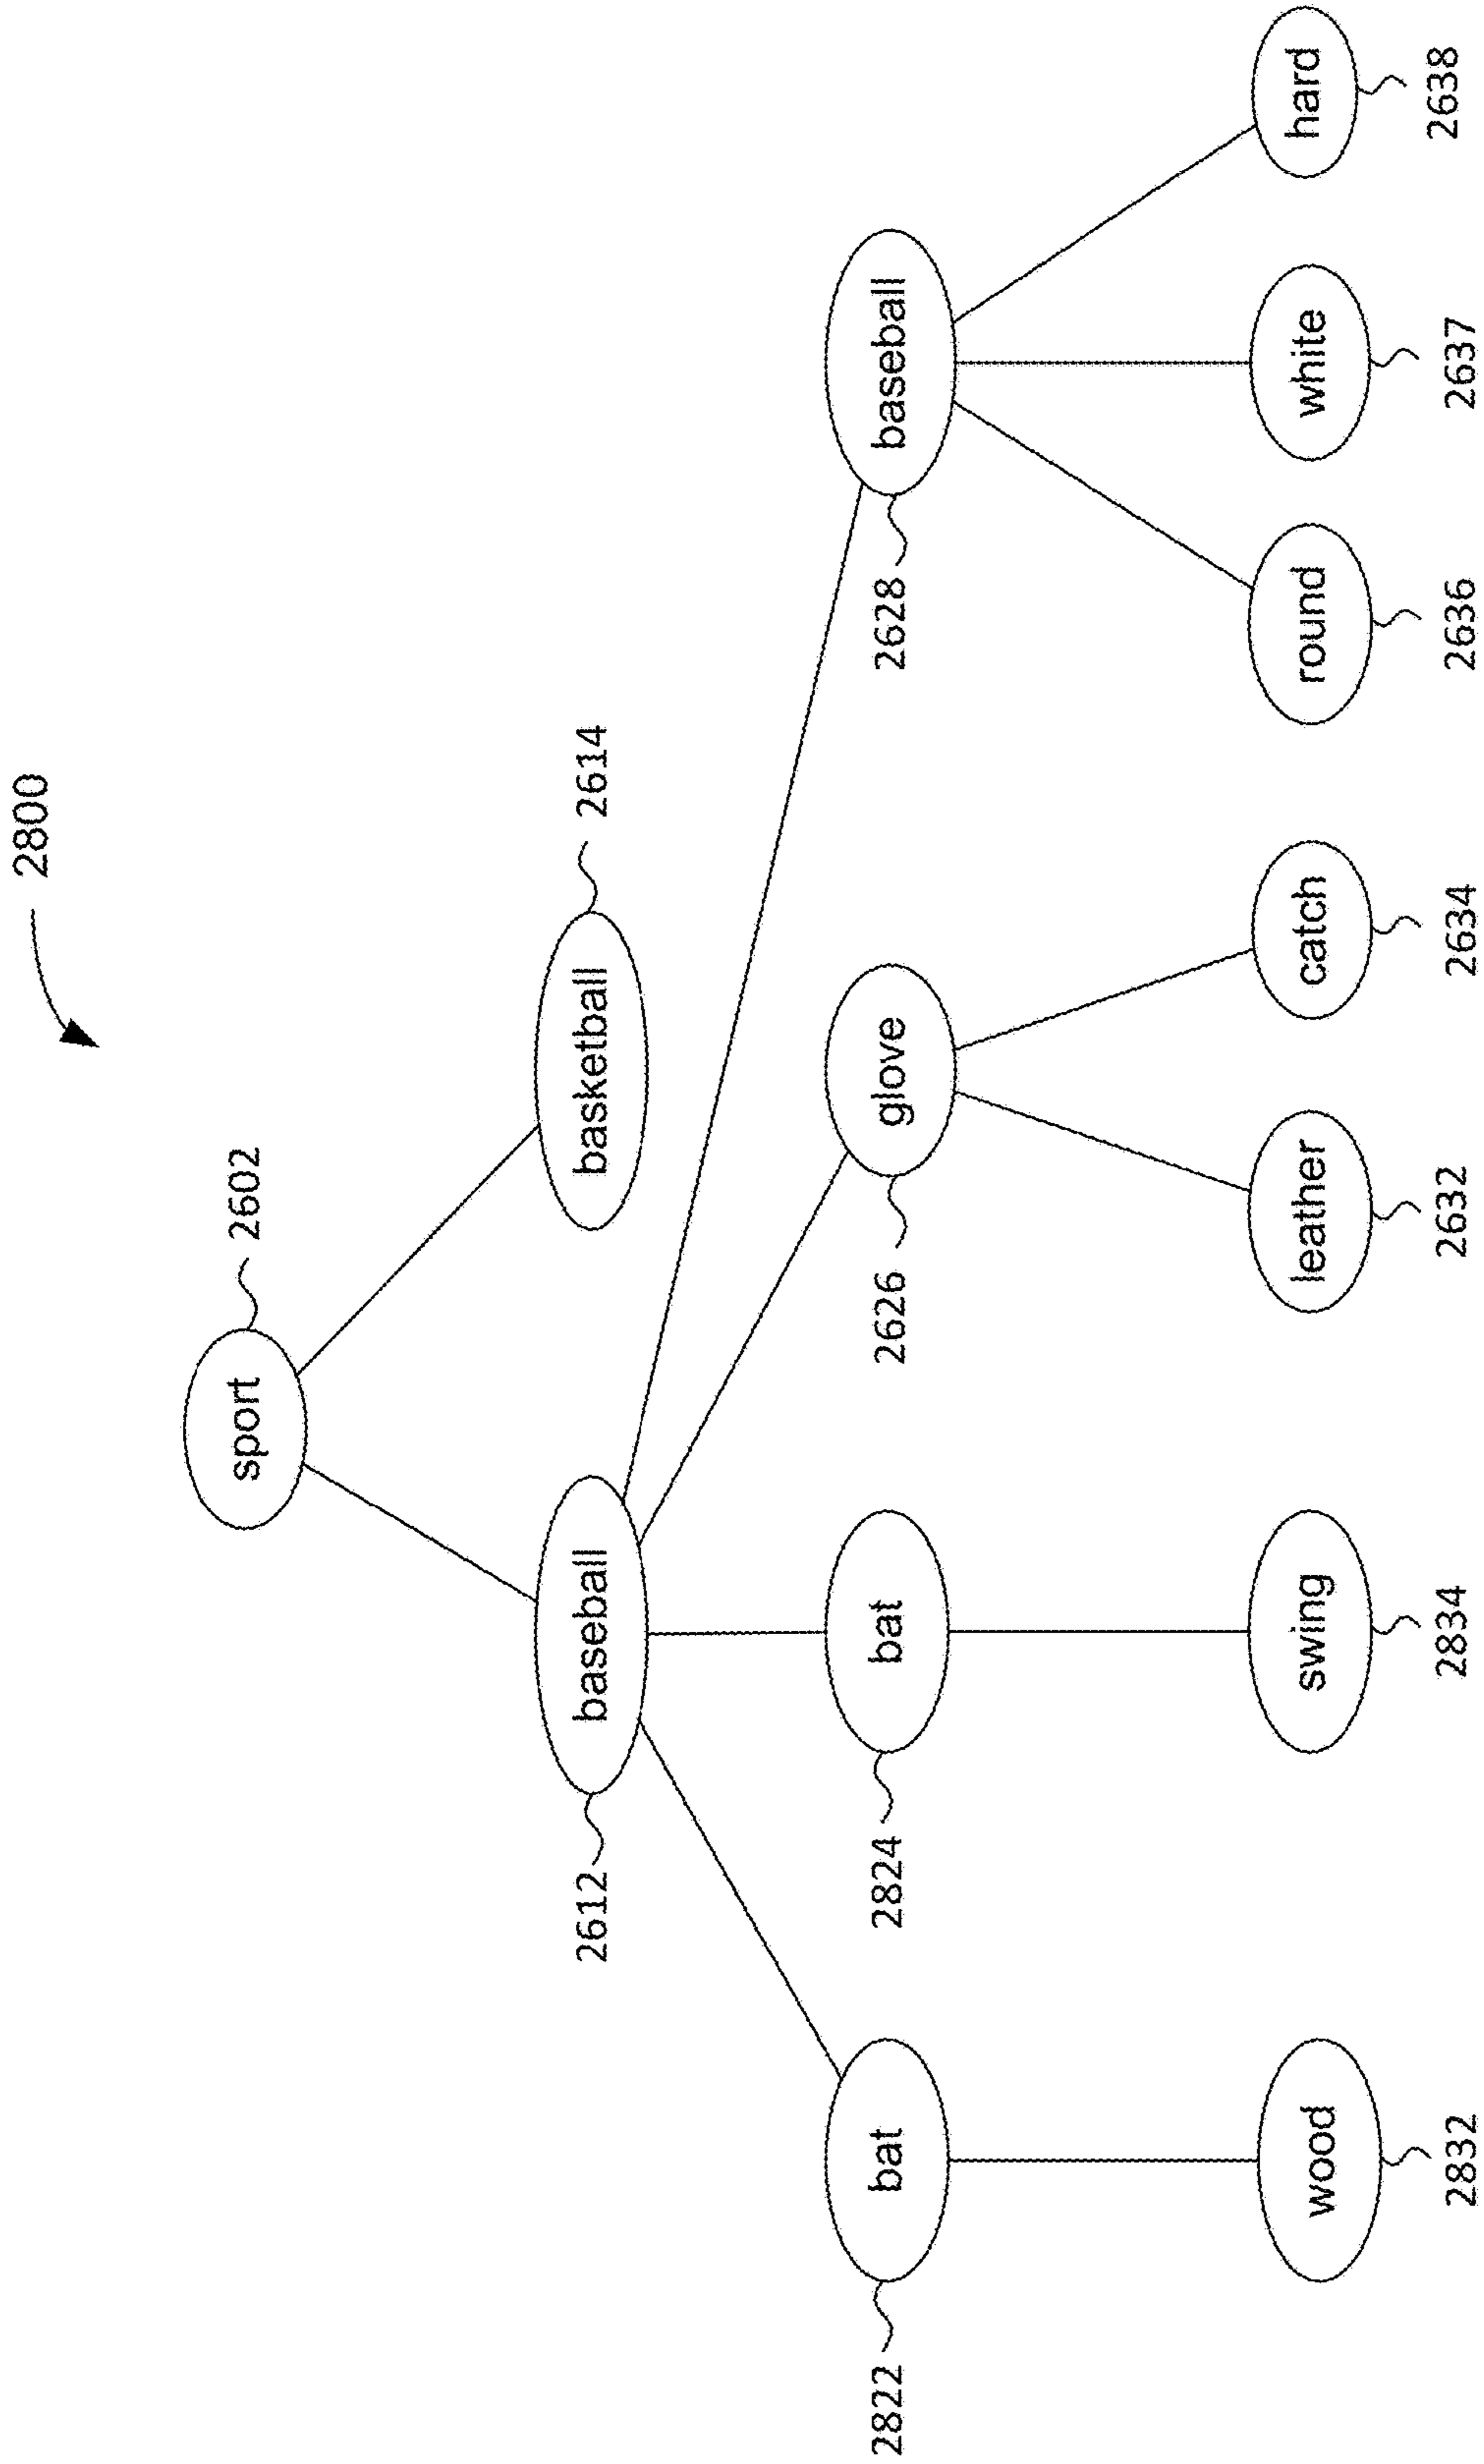 2800
sport
2602
2612
baseball
basketball
2614
2822
bat
2824
bat
2626
glove
2628
baseball
wood
swing
leather
catch
round
white
hard
2832
2834
2632
2634
2636
2637
2638